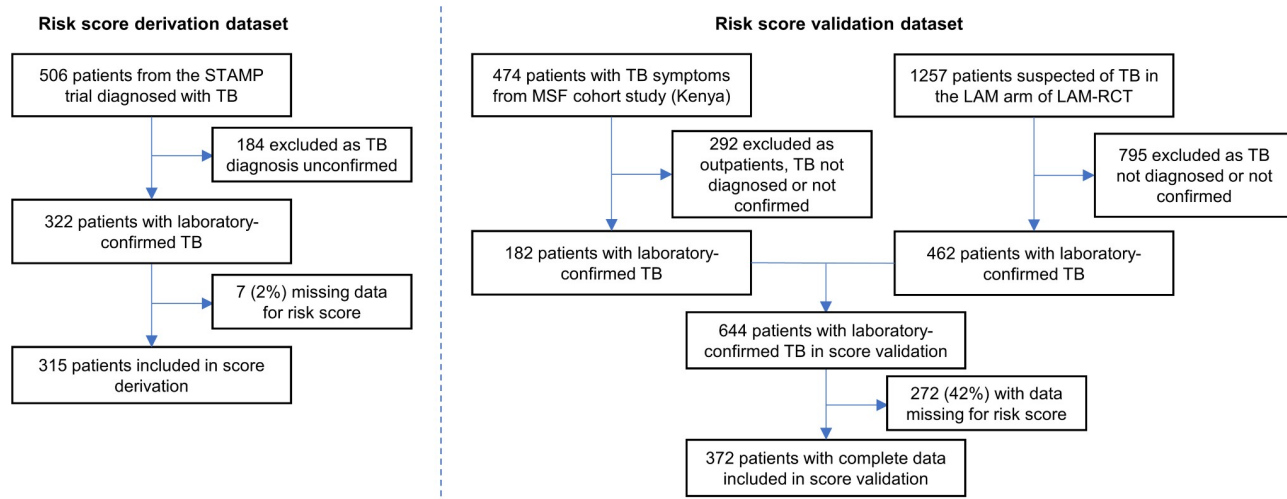 Risk score derivation dataset
506 patients from the STAMP
trial diagnosed with TB
184 excluded as TB
diagnosis unconfirmed
322 patients with laboratory-
confirmed TB
7 (2%) missing data
for risk score
315 patients included in score
derivation
Risk score validation dataset
474 patients with TB symptoms
from MSF cohort study (Kenya)
292 excluded as
outpatients, TB not
diagnosed or not
confirmed
182 patients with laboratory-
confirmed TB
1257 patients suspected of TB in
the LAM arm of LAM-RCT
795 excluded as TB
not diagnosed or not
confirmed
462 patients with laboratory-
confirmed TB
644 patients with laboratory-
confirmed TB in score validation
272 (42%) with data
missing for risk score
372 patients with complete data
included in score validation